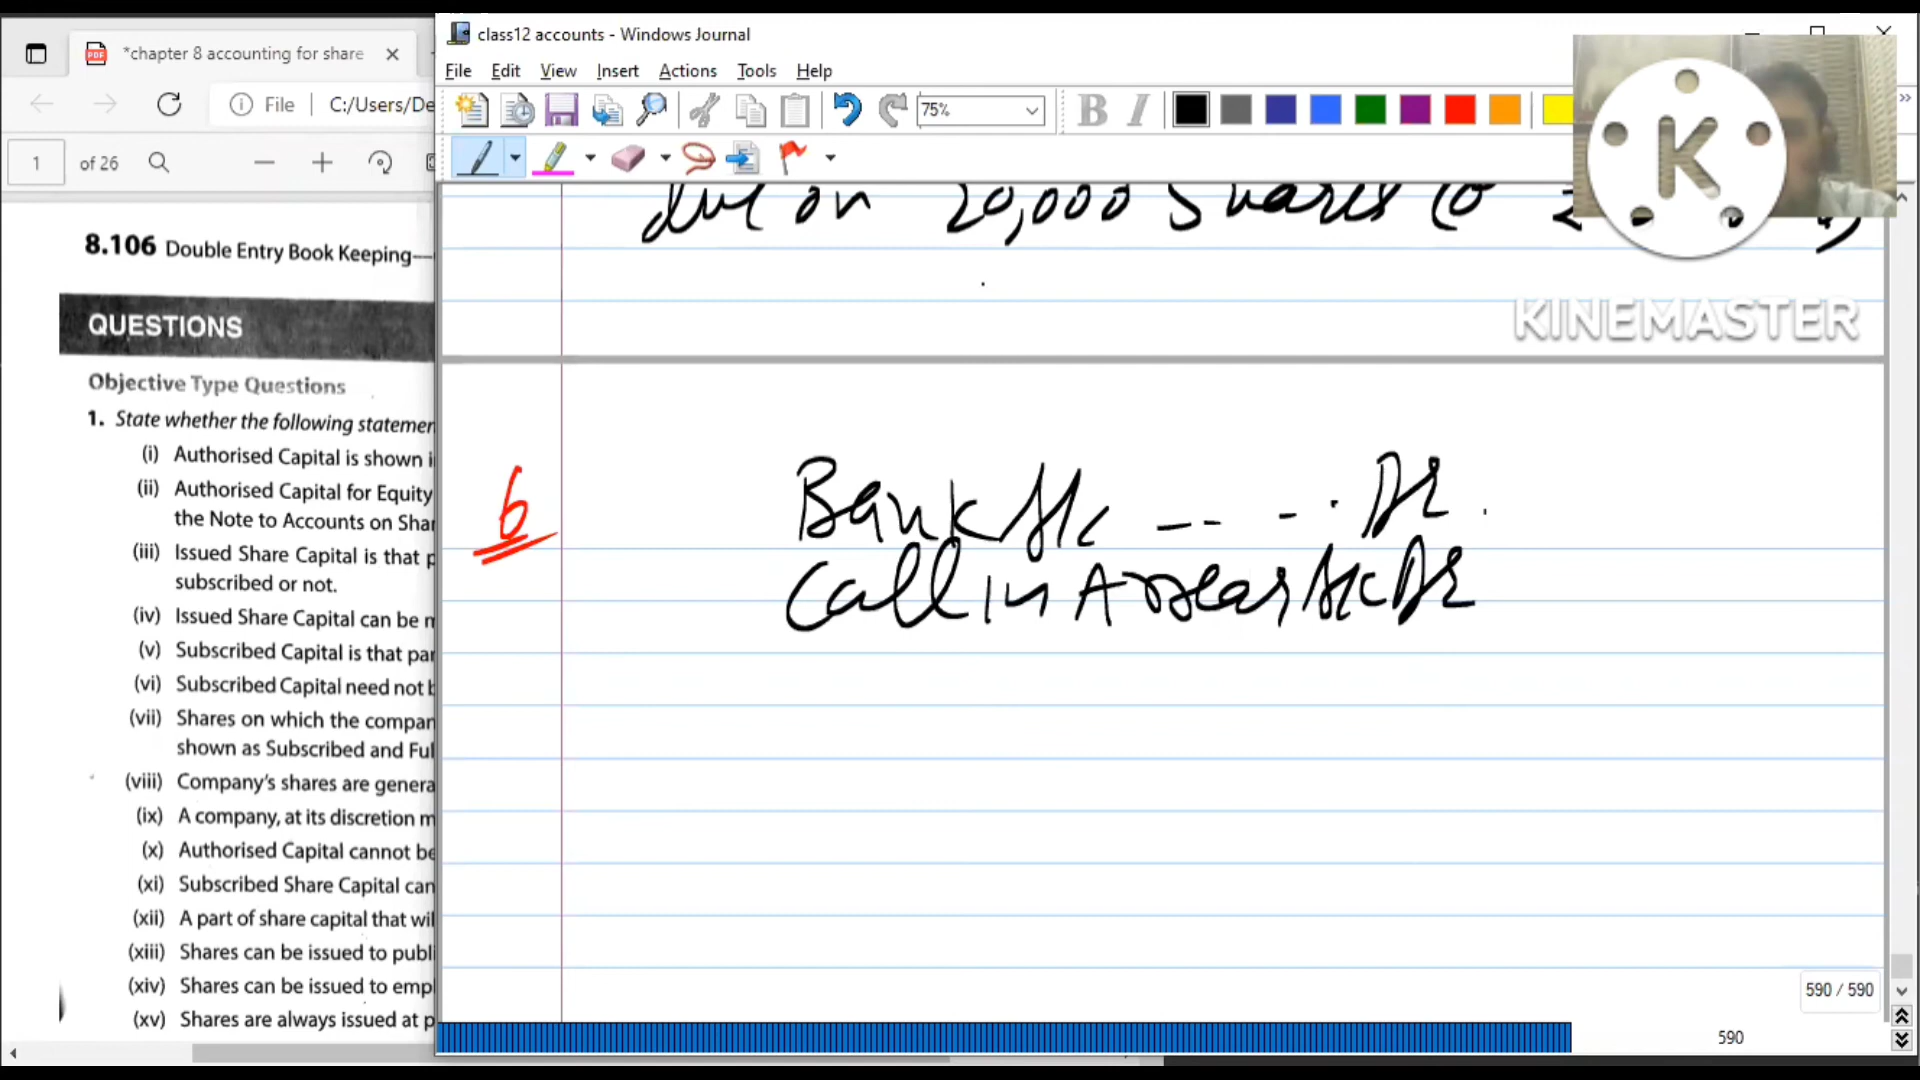 *chapter 8 accounting for share
class12 accounts - Windows Journal
File Edit View Insert Actions Tools Help
File C:/Users/De
75%
B I
1 of 26
K
KINEMASTER
due on 20,000 Shares @ 2
8.106 Double Entry Book Keeping—
QUESTIONS
Objective Type Questions
1. State whether the following statemen
(i) Authorised Capital is shown i
(ii) Authorised Capital for Equity
the Note to Accounts on Shar
(iii) Issued Share Capital is that p
subscribed or not.
(iv) Issued Share Capital can be n
(v) Subscribed Capital is that par
(vi) Subscribed Capital need not b
(vii) Shares on which the compan
shown as Subscribed and Ful
(viii) Company's shares are genera
(ix) A company, at its discretion m
(x) Authorised Capital cannot be
(xi) Subscribed Share Capital can
(xii) A part of share capital that wil
(xiii) Shares can be issued to publi
(xiv) Shares can be issued to empl
(xv) Shares are always issued at p
6 Bank A/c -- - . Dr .
Call in Arrear A/c Dr
590 / 590
590